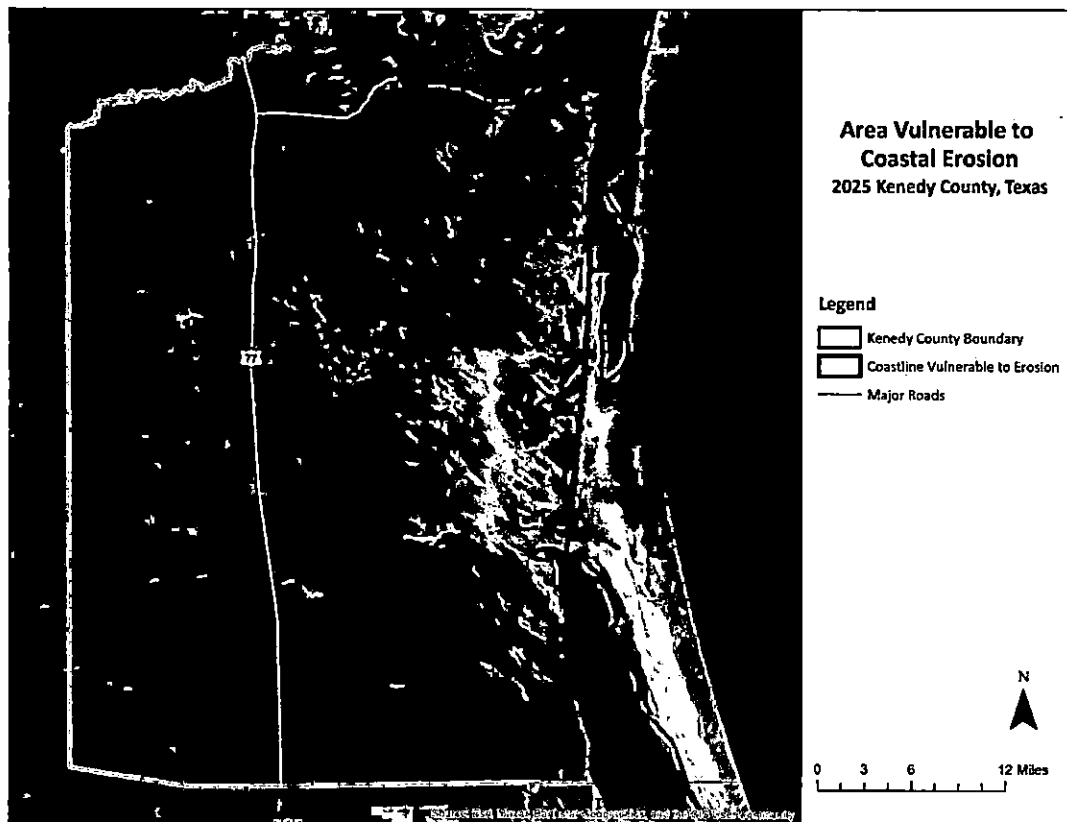 Area Vulnerable to
Coastal Erosion
2025 Kenedy County, Texas
Legend
Kenedy County Boundary
Coastline Vulnerable to Erosion
Major Roads
77
N
0 3 6 12 Miles